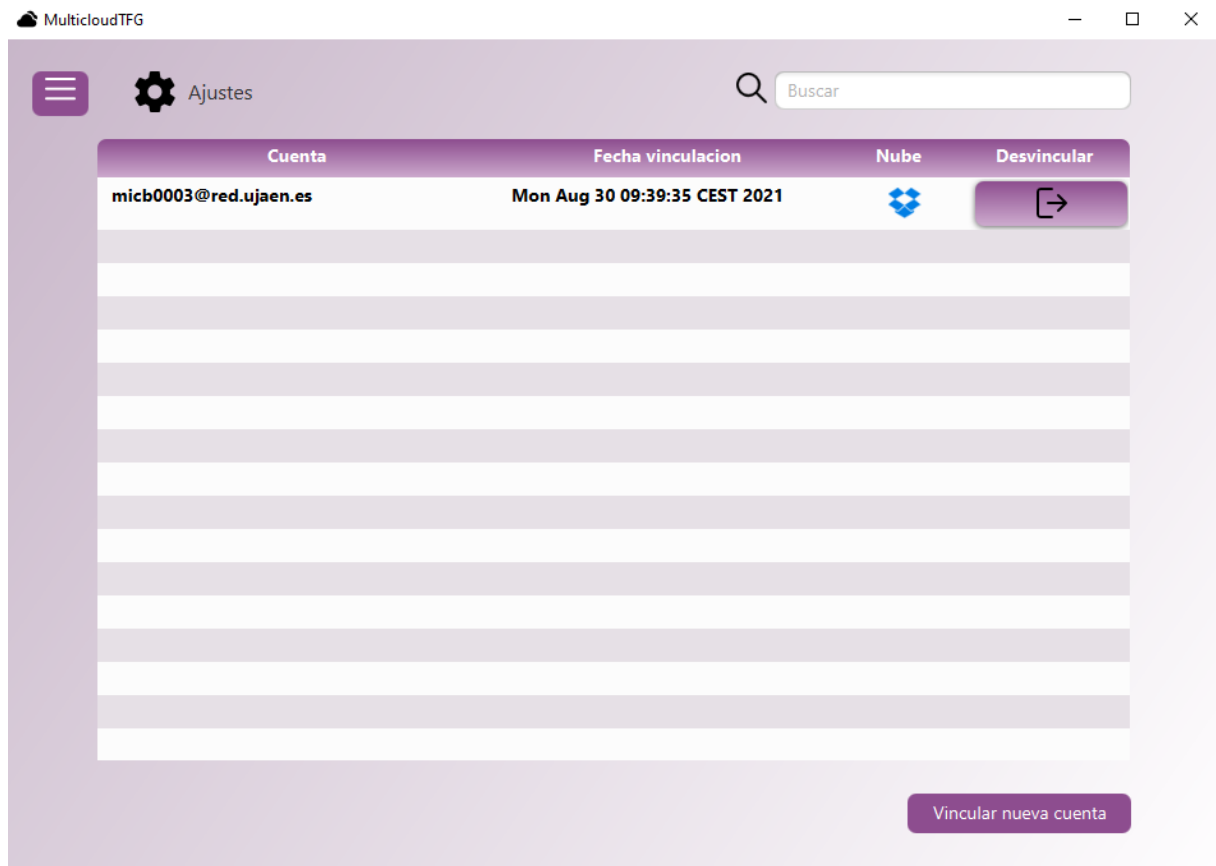 MulticloudTFG
Ajustes
Buscar
Cuenta Fecha vinculacion Nube Desvincular
micb0003@red.ujaen.es Mon Aug 30 09:39:35 CEST 2021
Vincular nueva cuenta